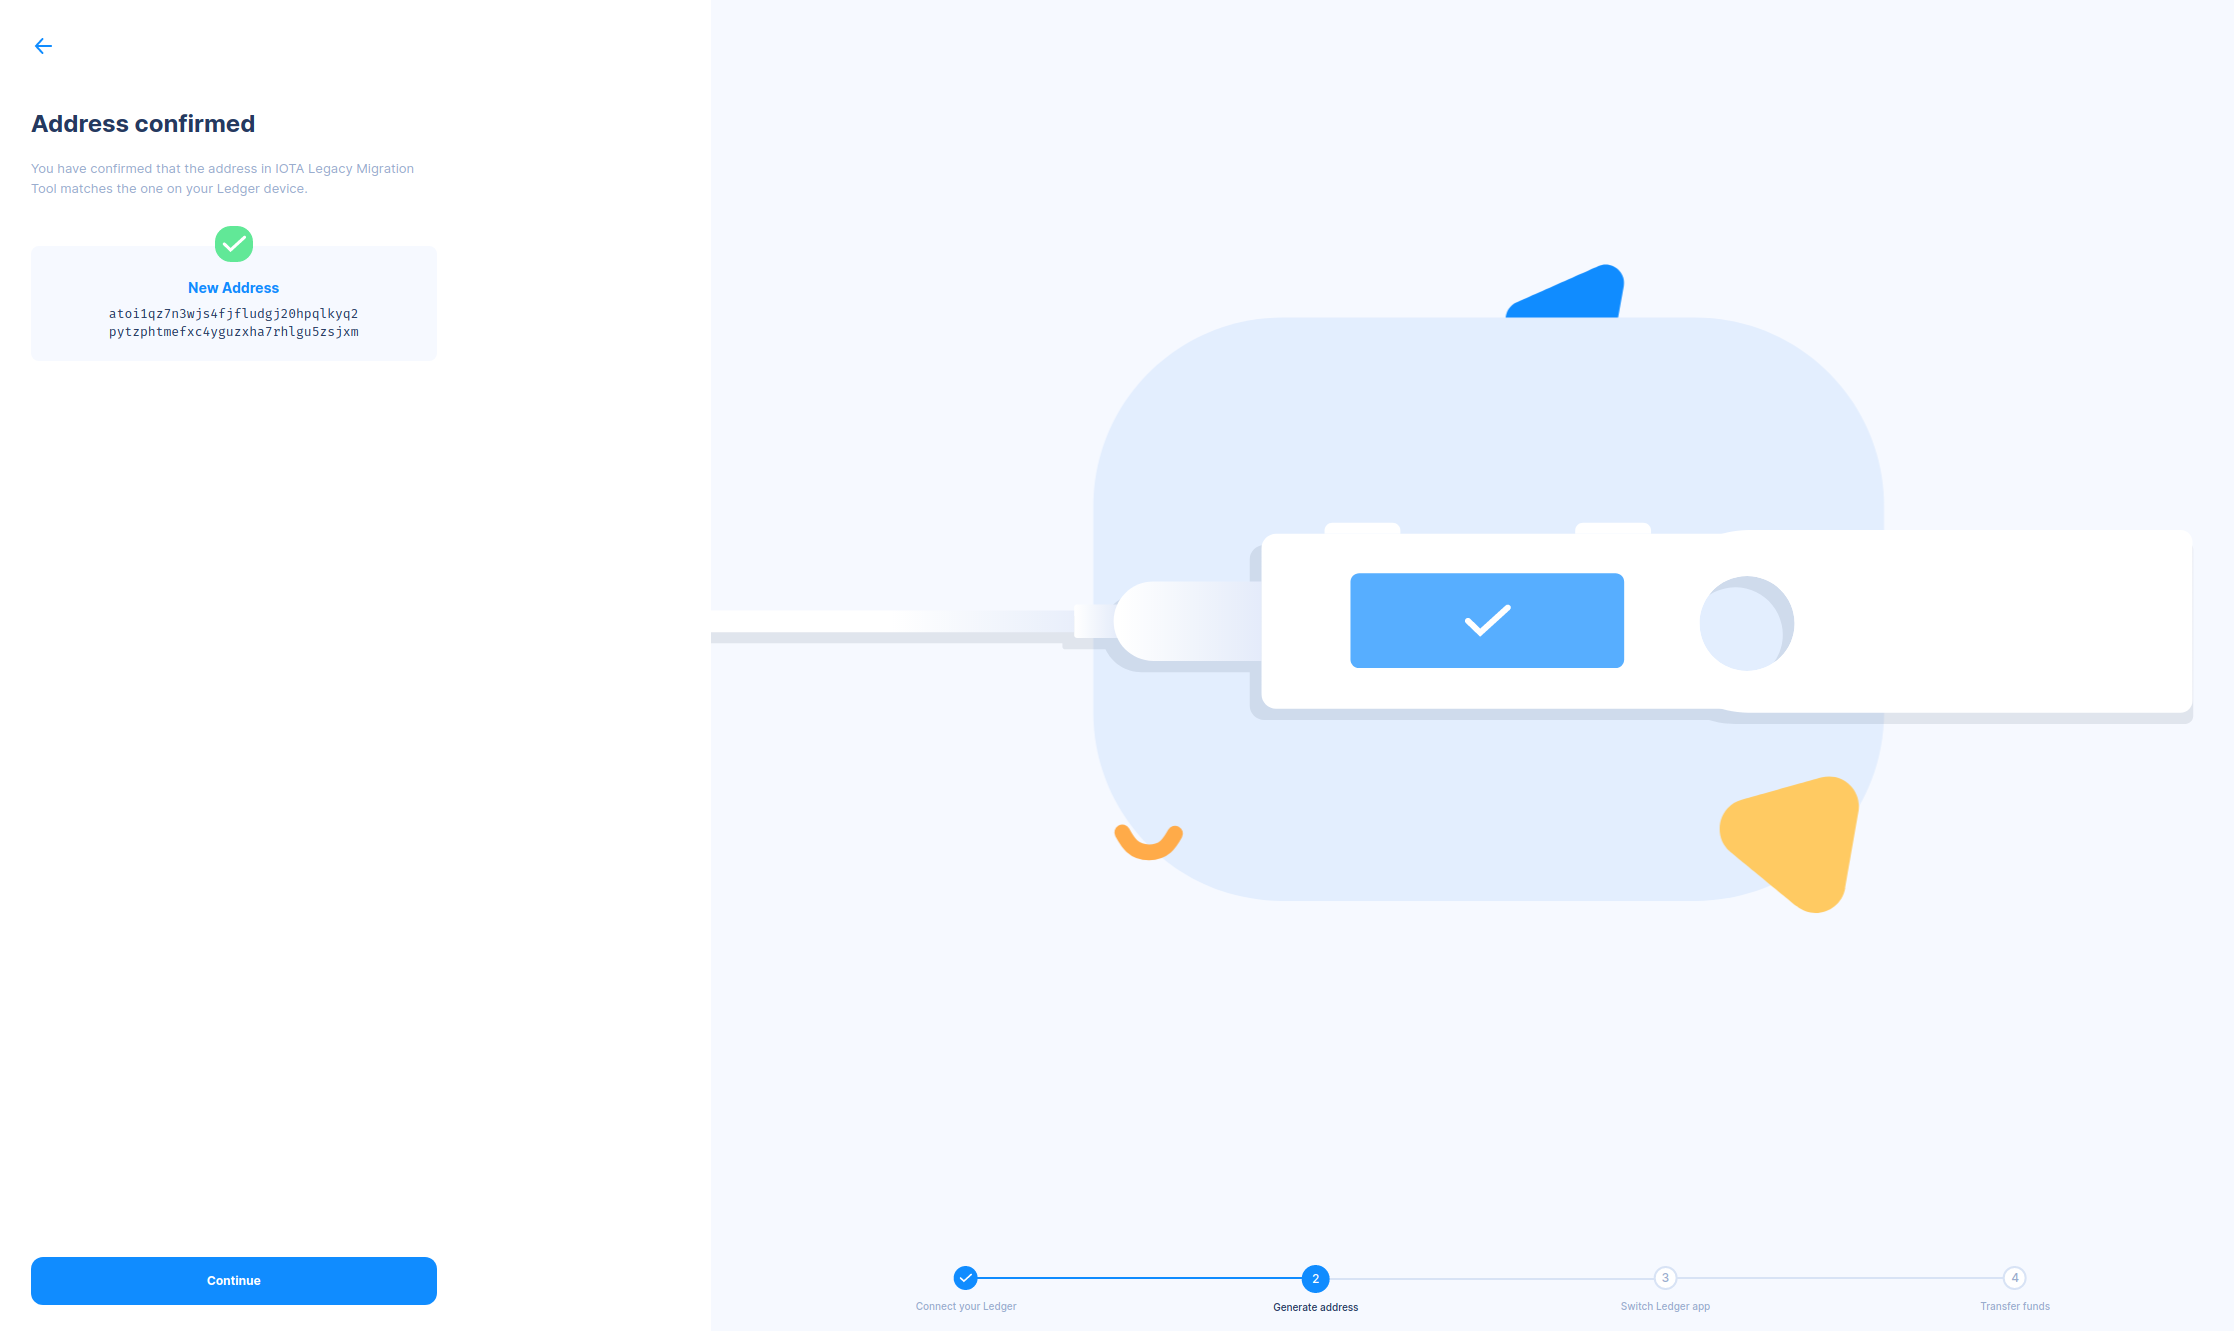 Address confirmed
You have confirmed that the address in IOTA Legacy Migration
Tool matches the one on your Ledger device.
New Address
atoi1qz7n3wjs4fjfludgj20hpqlkyq2
pytzphtmefxc4yguzxha7rhlgu5zsjxm
Continue
2
3
4
Connect your Ledger
Generate address
Switch Ledger app
Transfer funds